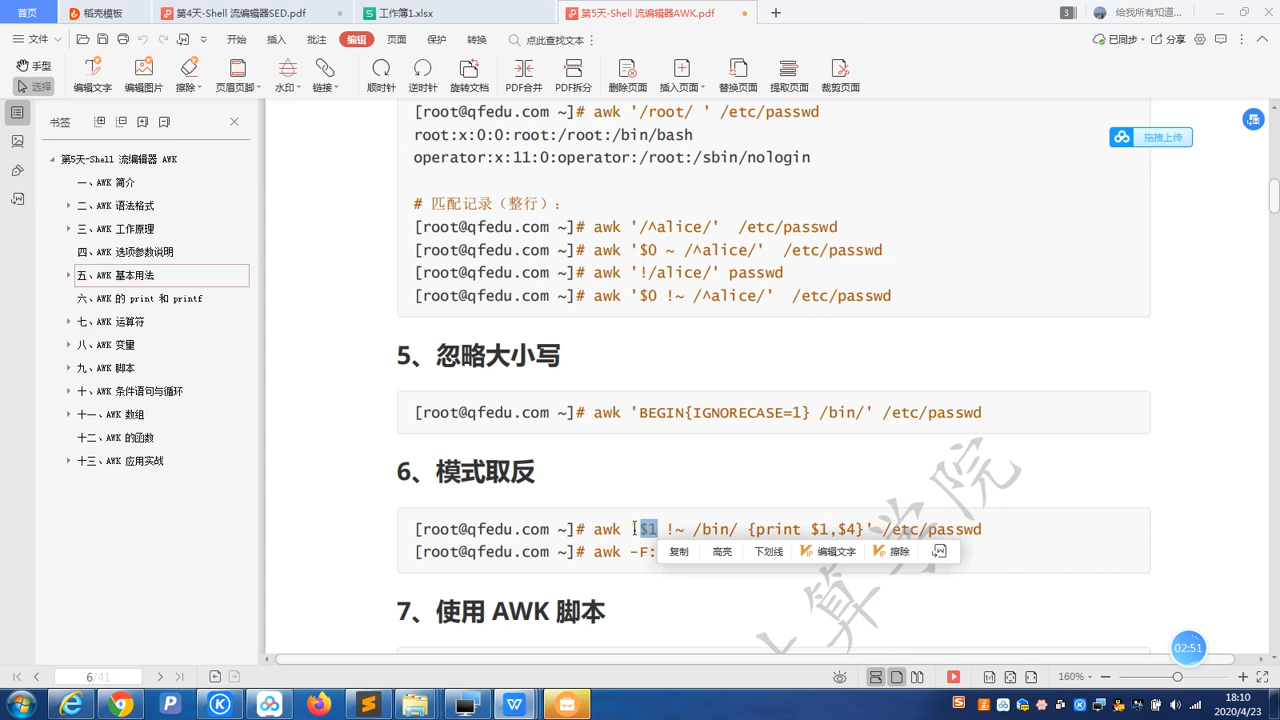 首页
稻壳模板
第4天-Shell 流编辑器SED.pdf
工作簿1.xlsx
第5天-Shell 流编辑器AWK.pdf
3
给我所有知道...
文件
开始
插入
批注
编辑
页面
保护
转换
点此查找文本
已同步
分享
手型
选择
编辑文字
编辑图片
擦除
页眉页脚
水印
链接
顺时针
逆时针
旋转文档
PDF合并
PDF拆分
删除页面
插入页面
替换页面
提取页面
裁剪页面
书签
第5天-Shell 流编辑器 AWK
一、AWK 简介
二、AWK 语法格式
三、AWK 工作原理
四、AWK 选项参数说明
五、AWK 基本用法
六、AWK 的 print 和 printf
七、AWK 运算符
八、AWK 变量
九、AWK 脚本
十、AWK 条件语句与循环
十一、AWK 数组
十二、AWK 的函数
十三、AWK 应用实战
拖拽上传
[root@qfedu.com ~]# awk '/root/ ' /etc/passwd
root:x:0:0:root:/root:/bin/bash
operator:x:11:0:operator:/root:/sbin/nologin
# 匹配记录（整行）：
[root@qfedu.com ~]# awk '/^alice/'  /etc/passwd
[root@qfedu.com ~]# awk '$0 ~ /^alice/'  /etc/passwd
[root@qfedu.com ~]# awk '!/alice/' passwd
[root@qfedu.com ~]# awk '$0 !~ /^alice/'  /etc/passwd
5、忽略大小写
[root@qfedu.com ~]# awk 'BEGIN{IGNORECASE=1} /bin/' /etc/passwd
6、模式取反
[root@qfedu.com ~]# awk '$1 !~ /bin/ {print $1,$4}' /etc/passwd
[root@qfedu.com ~]# awk -F:
复制
高亮
下划线
编辑文字
擦除
7、使用 AWK 脚本
算学院
02:51
6/41
160%
18:10
2020/4/23